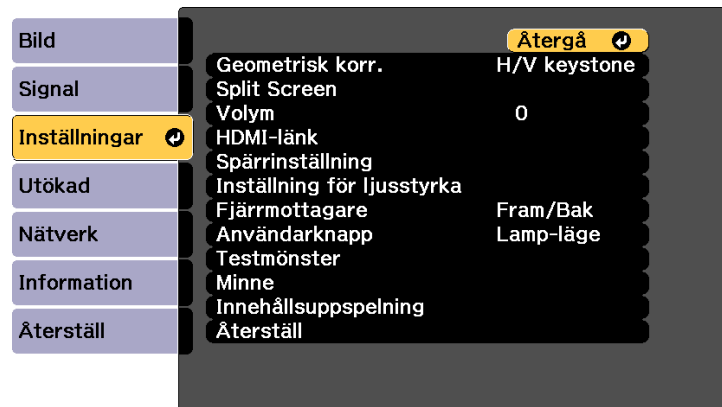 Bild
Signal
Inställningar
Utökad
Nätverk
Information
Återställ
Återgå
Geometrisk korr. H/V keystone
Split Screen
Volym 0
HDMI-länk
Spärrinställning
Inställning för ljusstyrka
Fjärrmottagare Fram/Bak
Användarknapp Lamp-läge
Testmönster
Minne
Innehållsuppspelning
Återställ